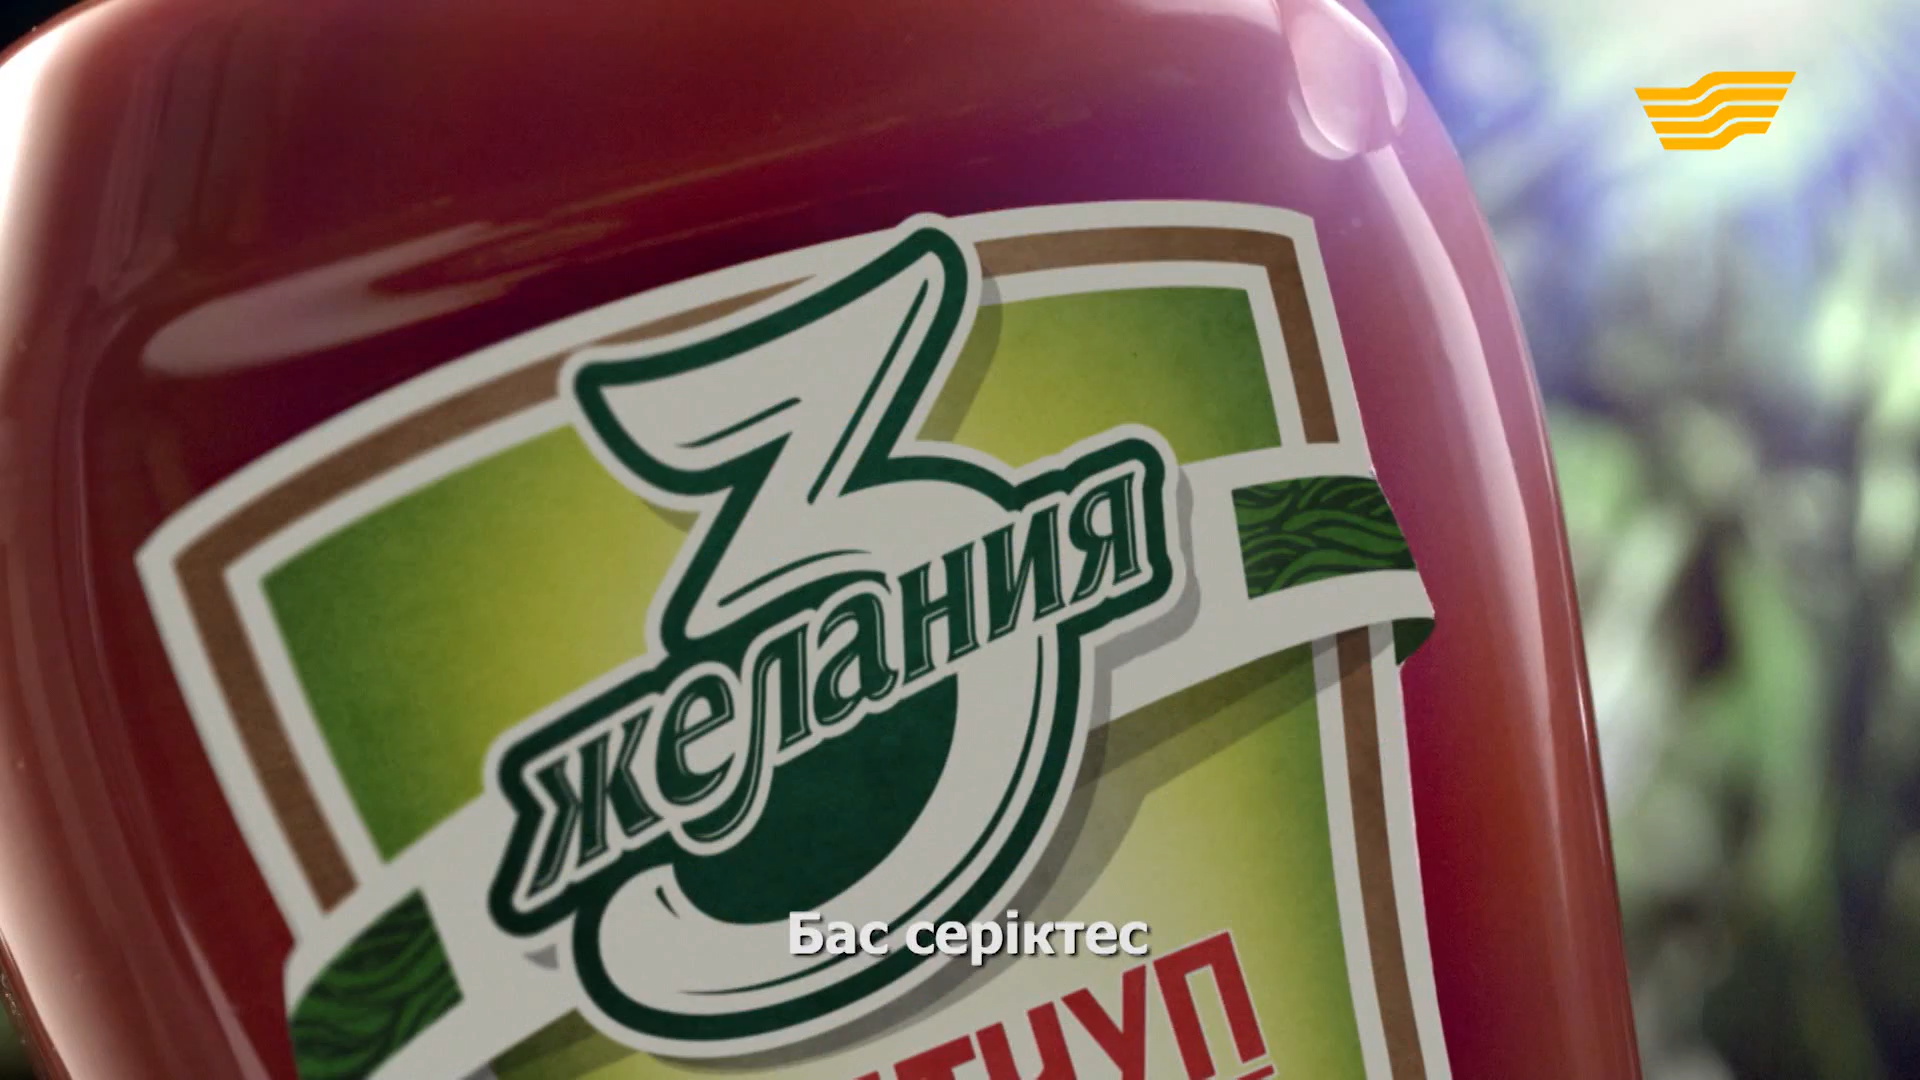 3
желания
Бас серіктес